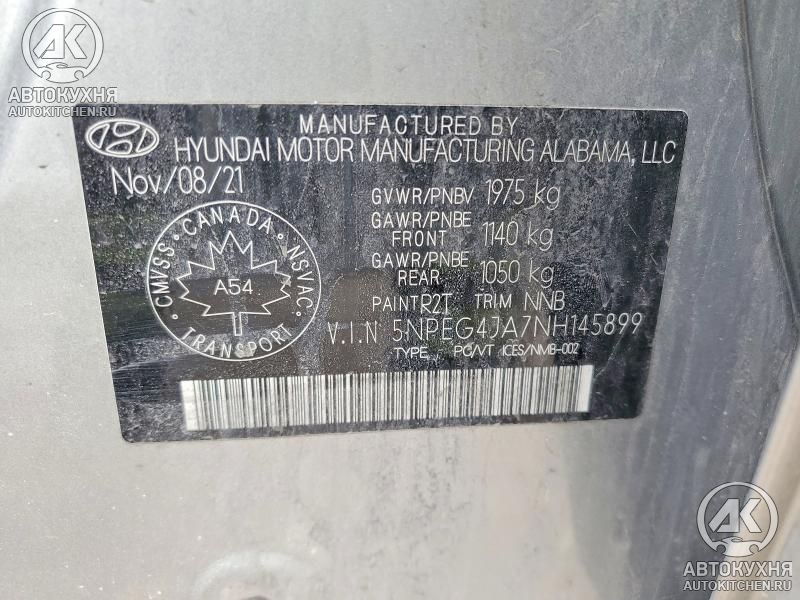 AK
АВТОКУХНЯ
AUTOKITCHEN.RU
MANUFACTURED BY
HYUNDAI MOTOR MANUFACTURING ALABAMA, LLC
Nov/08/21
GVWR/PNBV 1975 kg
GAWR/PNBE
FRONT 1140 kg
GAWR/PNBE
REAR 1050 kg
PAINT R2T TRIM NNB
CMVSS · CANADA · NSVAC · TRANSPORT ·
A54
V.I.N 5NPEG4JA7NH145899
TYPE PC/VT ICES/NMB-002
AK
АВТОКУХНЯ
AUTOKITCHEN.RU